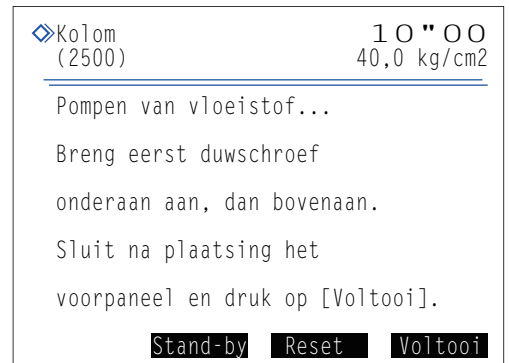 Kolom 10"00
(2500) 40,0 kg/cm2
Pompen van vloeistof...
Breng eerst duwschroef
onderaan aan, dan bovenaan.
Sluit na plaatsing het
voorpaneel en druk op [Voltooi].
Stand-by Reset Voltooi